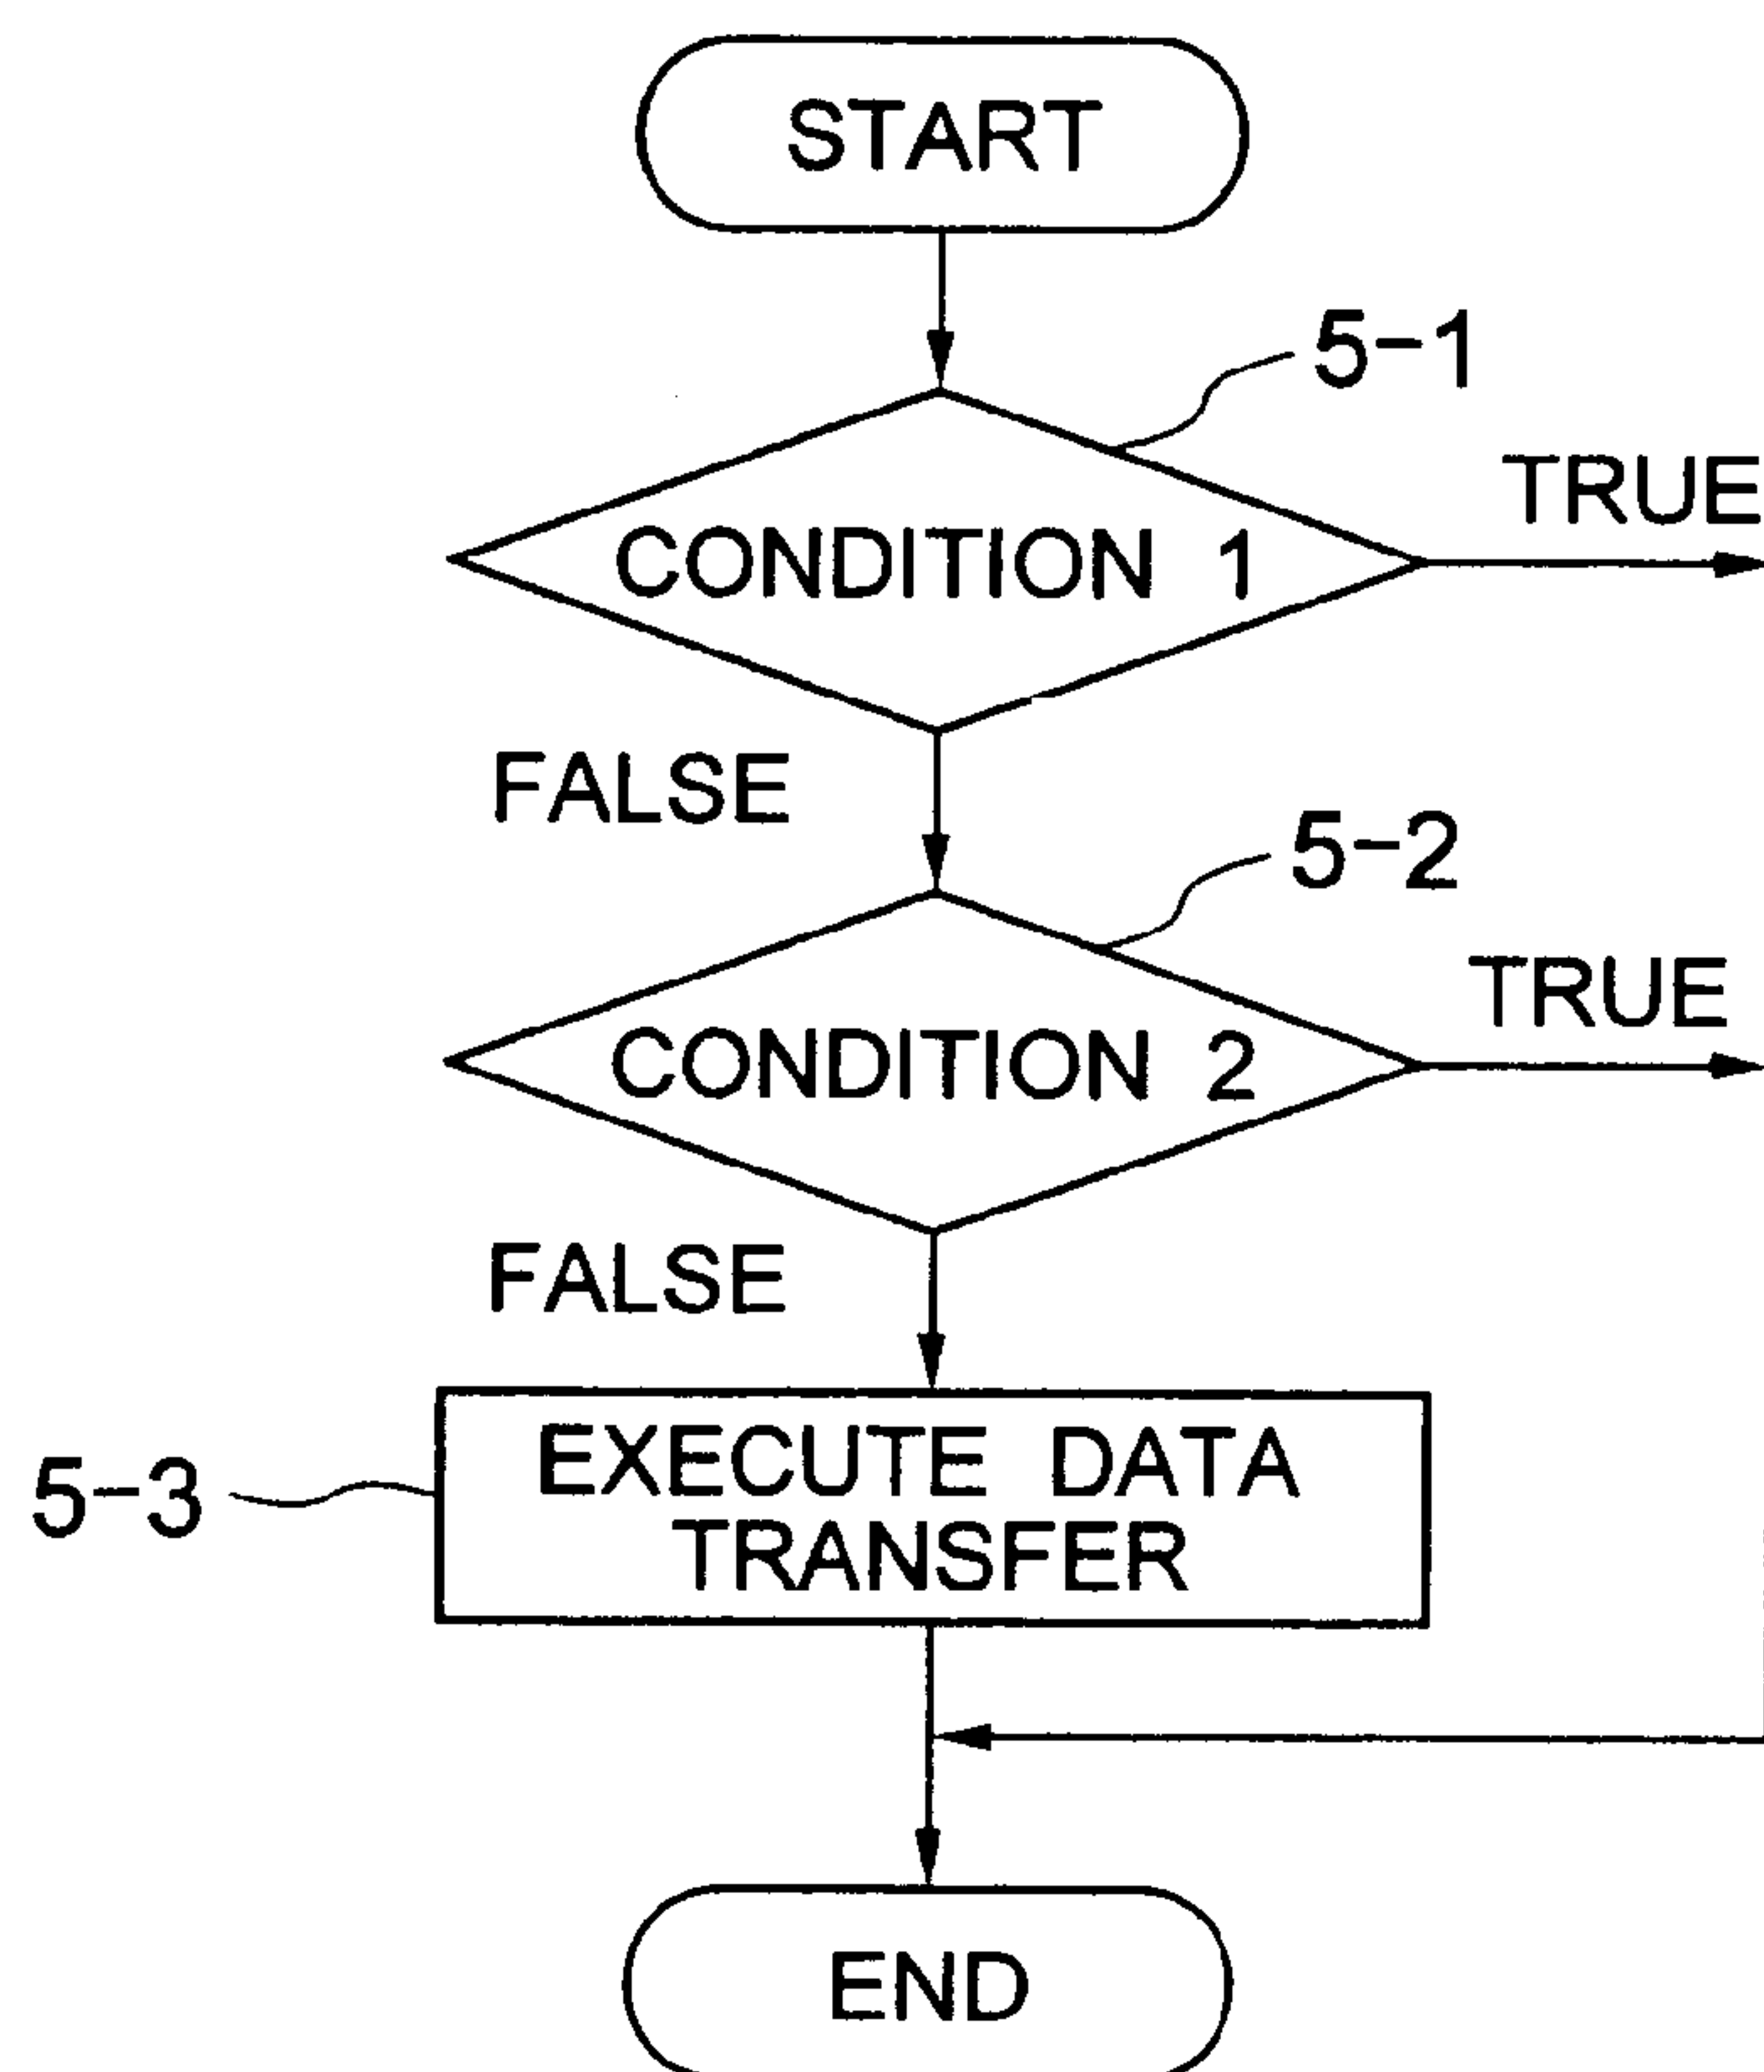 START
5-1
TRUE
CONDITION 1
FALSE
5-2
TRUE
CONDITION 2
FALSE
EXECUTE DATA
TRANSFER
5-3
END